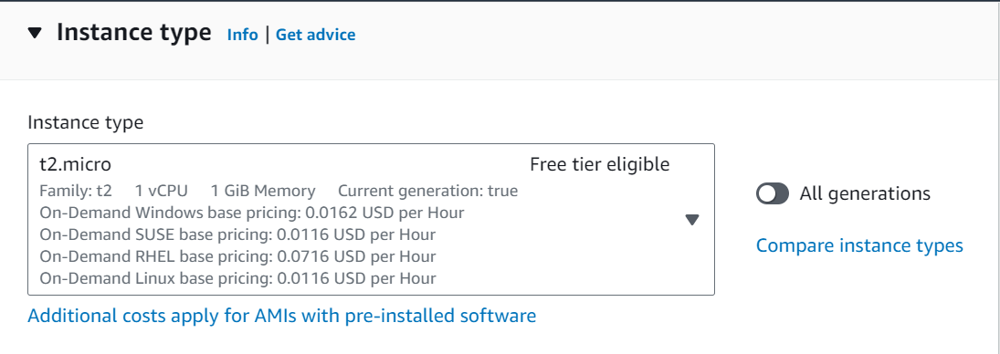 Instance type Info | Get advice
Instance type
t2.micro Free tier eligible
Family: t2 1 vCPU 1 GiB Memory Current generation: true
On-Demand Windows base pricing: 0.0162 USD per Hour
On-Demand SUSE base pricing: 0.0116 USD per Hour
On-Demand RHEL base pricing: 0.0716 USD per Hour
On-Demand Linux base pricing: 0.0116 USD per Hour
All generations
Compare instance types
Additional costs apply for AMIs with pre-installed software